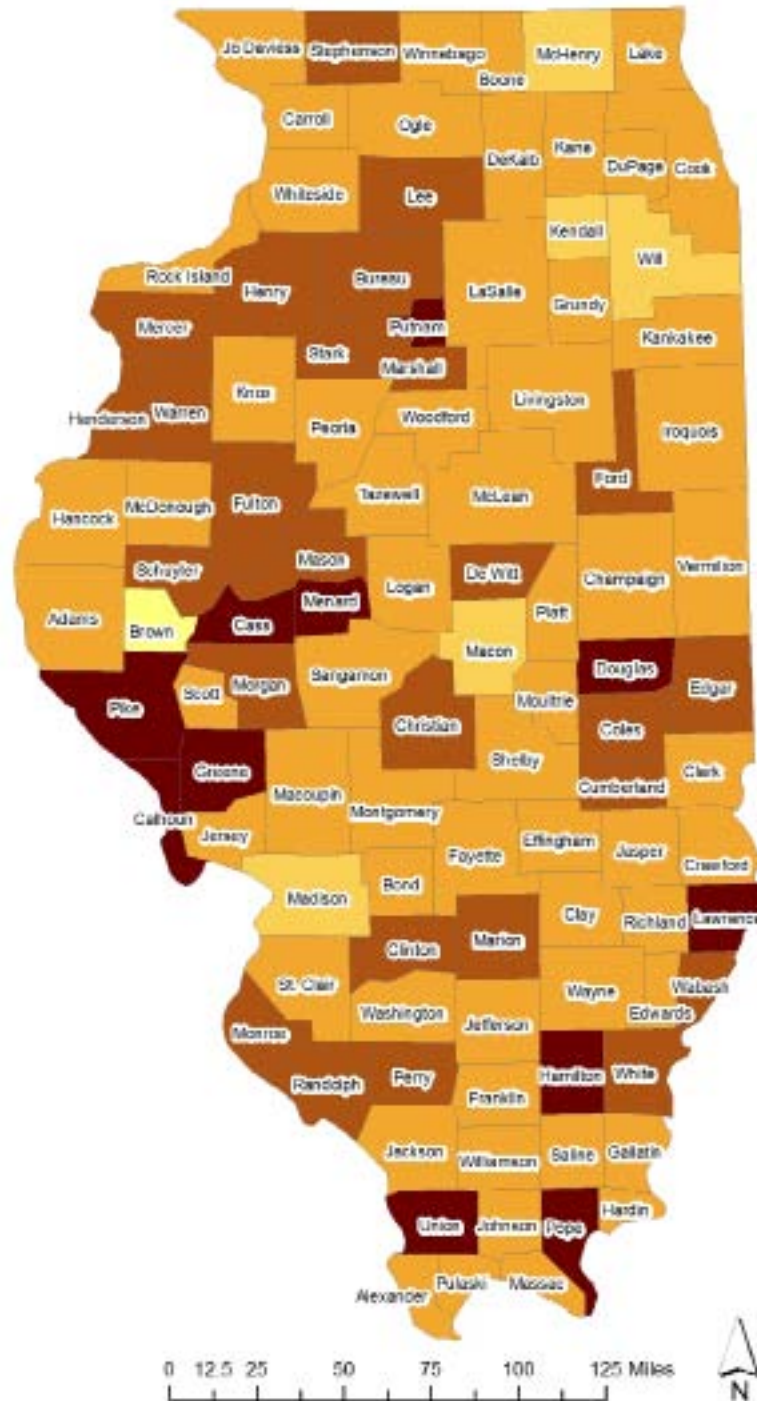 Jo Daviess Stephenson Winnebago McHenry Lake
Boone
Carroll Ogle DeKalb Kane
DuPage Cook
Whiteside Lee
Kendall
Will
Rock Island Henry Bureau LaSalle
Grundy
Mercer Putnam
Kankakee
Stark Marshall
Knox Livingston
Henderson Warren Woodford
Peoria Iroquois
Ford
Fulton Tazewell McLean
Hancock McDonough
Mason
Schuyler De Witt Champaign Vermilion
Logan
Menard Piatt
Adams Brown Cass
Macon
Douglas
Scott Morgan Sangamon Edgar
Pike Moultrie
Christian Coles
Shelby
Greene Clerk
Cumberland
Macoupin Montgomery
Calhoun Jersey Effingham
Fayette Jasper Crawford
Bond
Madison Clay Richland Lawrence
Marion
Clinton
St. Clair Wabash
Wayne
Washington Edwards
Jefferson
Monroe
Perry Hamilton White
Randolph
Franklin
Jackson Williamson Saline Gallatin
Union Johnson Pope Hardin
Pulaski Massac
Alexander
0 12.5 25 50 75 100 125 Miles
N